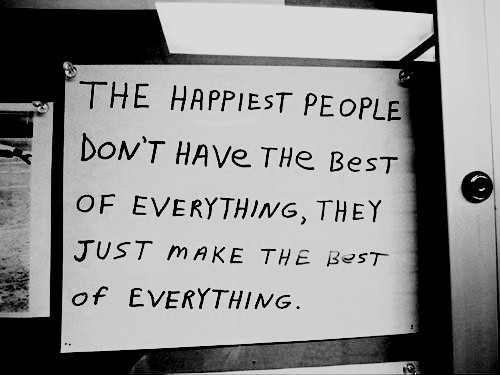 THE HAPPIEST PEOPLE
DON'T HAVe THe BesT
OF EVERYTHING, THEY
JUST mAKE THE BesT
of EVERYTHING.